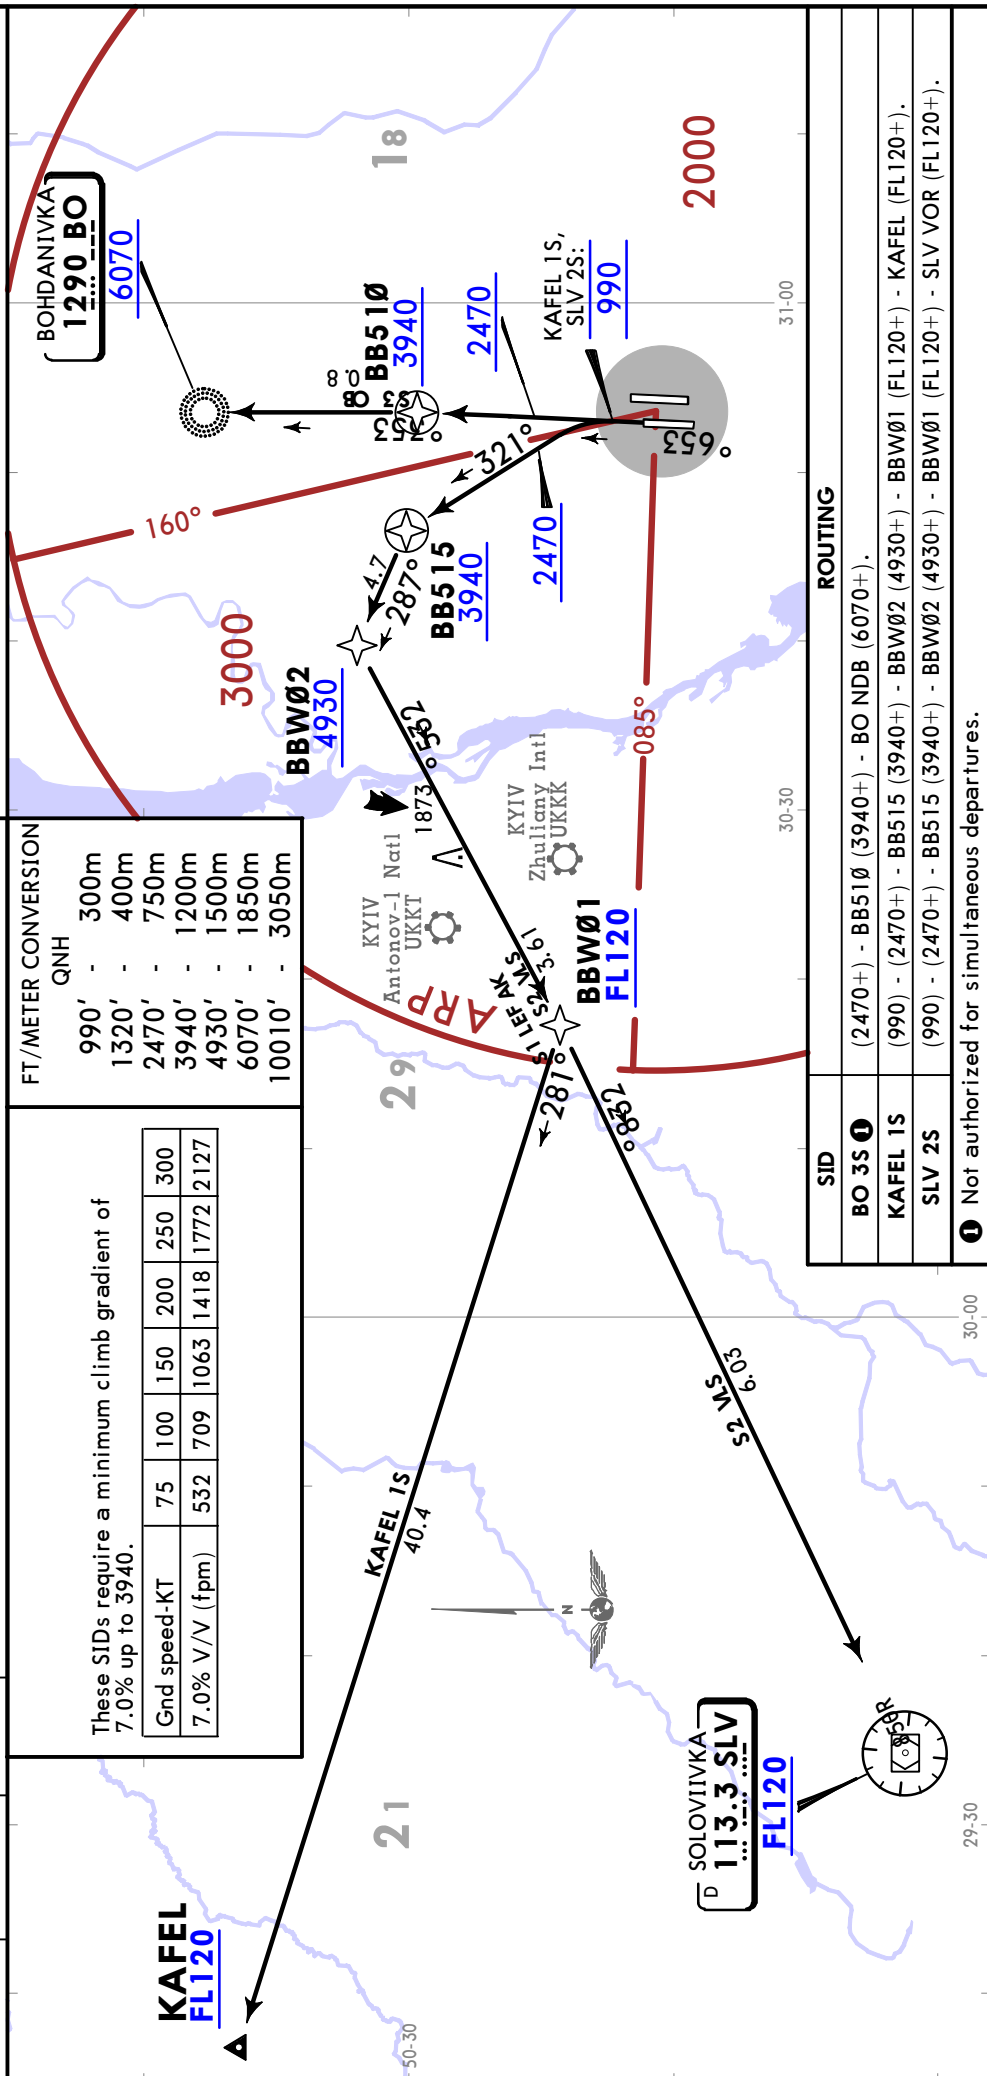 FT/METER CONVERSION
QNH
990' - 300m
1320' - 400m
2470' - 750m
3940' - 1200m
4930' - 1500m
6070' - 1850m
10010' - 3050m
These SIDs require a minimum climb gradient of
7.0% up to 3940.
Gnd speed-KT 75 100 150 200 250 300
7.0% V/V (fpm) 532 709 1063 1418 1772 2127
BOHDANIVKA
1290 BO
6070
BB51Ø
3940
0.8
2470
KAFEL 1S,
SLV 2S:
990
18
2000
31-00
160°
321°
2470
3000
4.7
287°
BB515
3940
BBWØ2
4930
1873
KYIV
Antonov-1 Natl
UKKT
KYIV
Zhuliany Intl
UKKK
085°
30-30
ARP
29
BBWØ1
FL120
281°
KAFEL 1S
40.4
30-00
N
21
KAFEL
FL120
50-30
D SOLOVIIVKA
113.3 SLV
FL120
29-30
SID ROUTING
BO 3S ❶ (2470+) - BB51Ø (3940+) - BO NDB (6070+).
KAFEL 1S (990) - (2470+) - BB515 (3940+) - BBWØ2 (4930+) - BBWØ1 (FL120+) - KAFEL (FL120+).
SLV 2S (990) - (2470+) - BB515 (3940+) - BBWØ2 (4930+) - BBWØ1 (FL120+) - SLV VOR (FL120+).
❶ Not authorized for simultaneous departures.